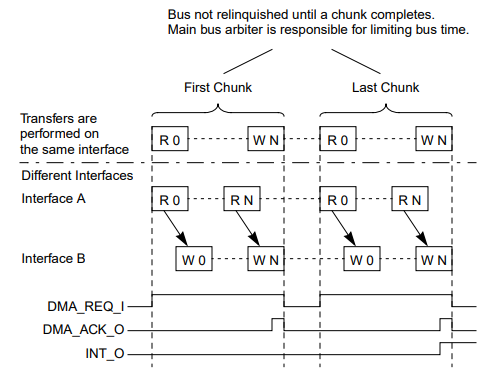 Bus not relinquished until a chunk completes.
Main bus arbiter is responsible for limiting bus time.
First Chunk
Last Chunk
Transfers are
performed on
the same interface
R 0
W N
R 0
W N
Different Interfaces
Interface A
R 0
R N
R 0
R N
Interface B
W 0
W N
W 0
W N
DMA_REQ_I
DMA_ACK_O
INT_O